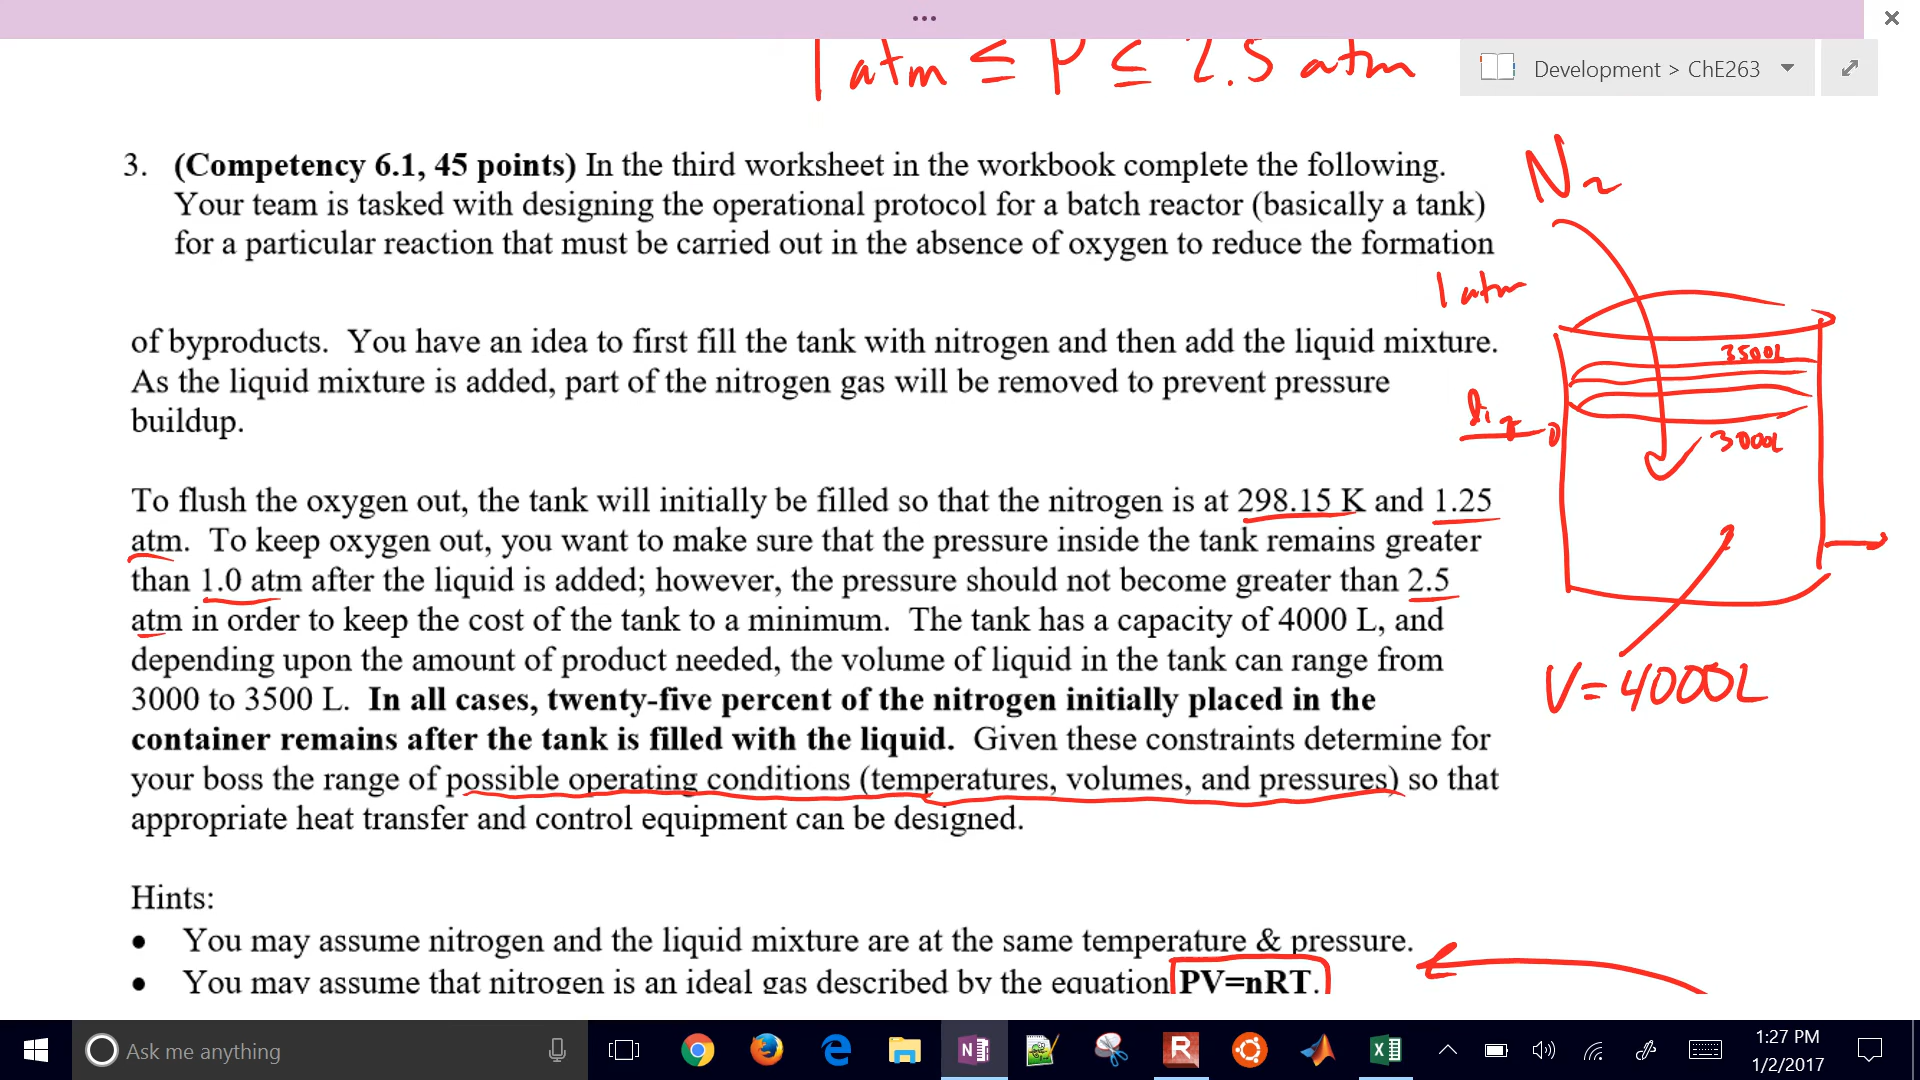 1 atm ≤ P ≤ 2.5 atm
Development > ChE263
3. (Competency 6.1, 45 points) In the third worksheet in the workbook complete the following.
Your team is tasked with designing the operational protocol for a batch reactor (basically a tank)
for a particular reaction that must be carried out in the absence of oxygen to reduce the formation
of byproducts. You have an idea to first fill the tank with nitrogen and then add the liquid mixture.
As the liquid mixture is added, part of the nitrogen gas will be removed to prevent pressure
buildup.
To flush the oxygen out, the tank will initially be filled so that the nitrogen is at 298.15 K and 1.25
atm. To keep oxygen out, you want to make sure that the pressure inside the tank remains greater
than 1.0 atm after the liquid is added; however, the pressure should not become greater than 2.5
atm in order to keep the cost of the tank to a minimum. The tank has a capacity of 4000 L, and
depending upon the amount of product needed, the volume of liquid in the tank can range from
3000 to 3500 L. In all cases, twenty-five percent of the nitrogen initially placed in the
container remains after the tank is filled with the liquid. Given these constraints determine for
your boss the range of possible operating conditions (temperatures, volumes, and pressures) so that
appropriate heat transfer and control equipment can be designed.
Hints:
• You may assume nitrogen and the liquid mixture are at the same temperature & pressure.
• You may assume that nitrogen is an ideal gas described by the equation PV=nRT.
N2
1 atm
3500L
liq
3000L
V=4000L
Ask me anything
1:27 PM
1/2/2017